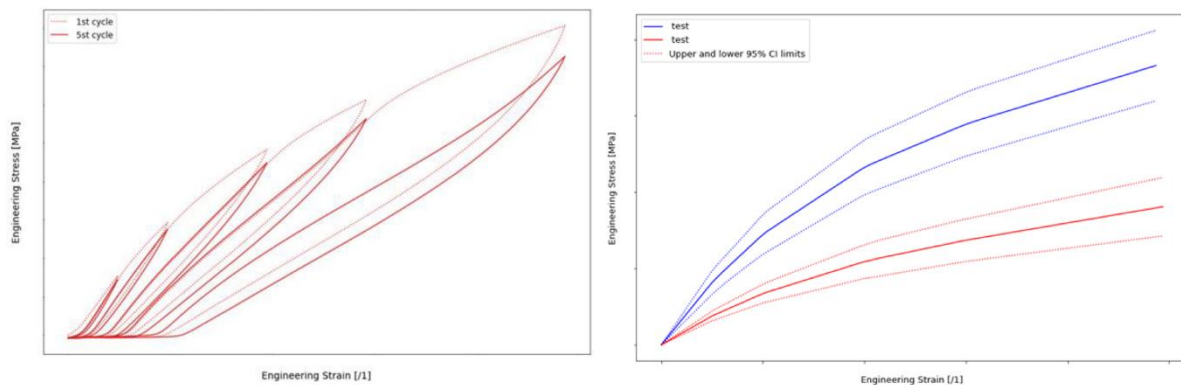 1st cycle
5st cycle
Engineering Stress [MPa]
Engineering Strain [/1]
test
test
Upper and lower 95% CI limits
Engineering Stress [MPa]
Engineering Strain [/1]